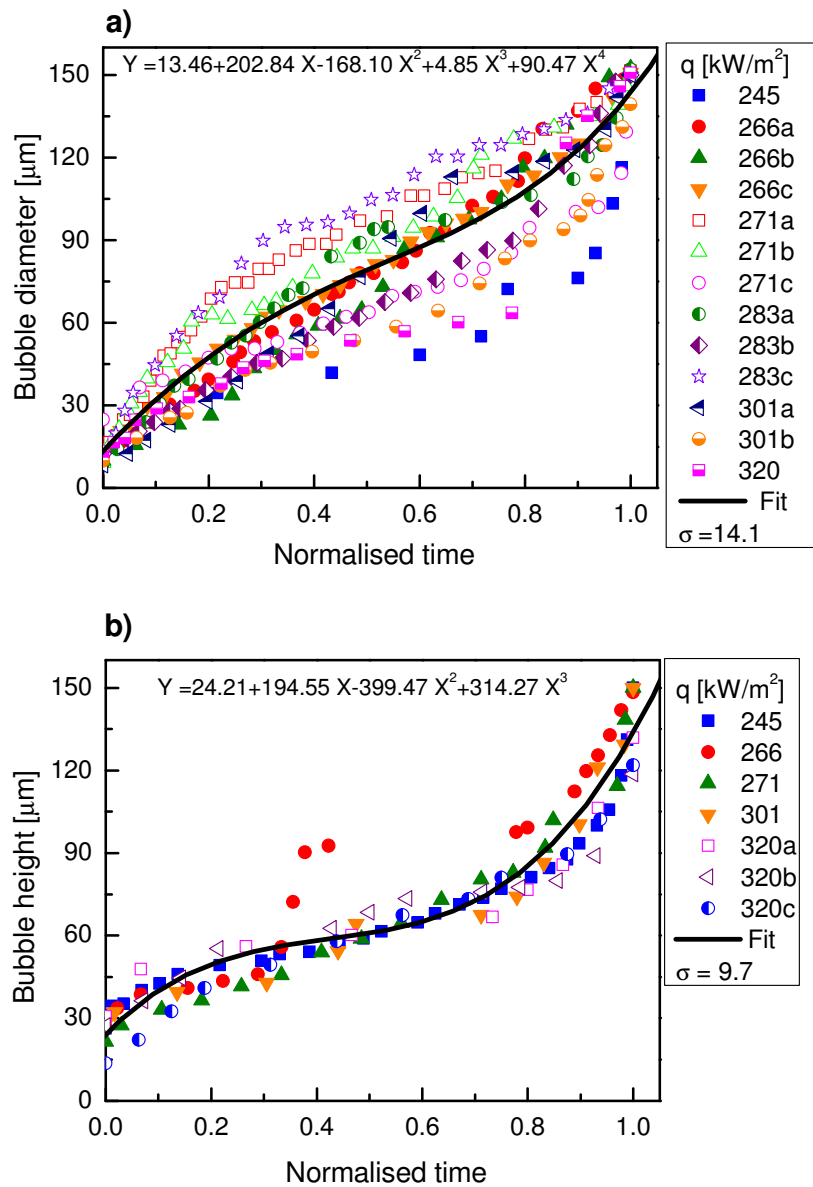 a)
Y =13.46+202.84 X-168.10 X² +4.85 X³+90.47 X⁴
150
120
90
60
30
0
Bubble diameter [μm]
0.0 0.2 0.4 0.6 0.8 1.0
Normalised time
q [kW/m²]
245
266a
266b
266c
271a
271b
271c
283a
283b
283c
301a
301b
320
Fit
σ =14.1
b)
Y =24.21+194.55 X-399.47 X²+314.27 X³
150
120
90
60
30
0
Bubble height [μm]
0.0 0.2 0.4 0.6 0.8 1.0
Normalised time
q [kW/m²]
245
266
271
301
320a
320b
320c
Fit
σ = 9.7